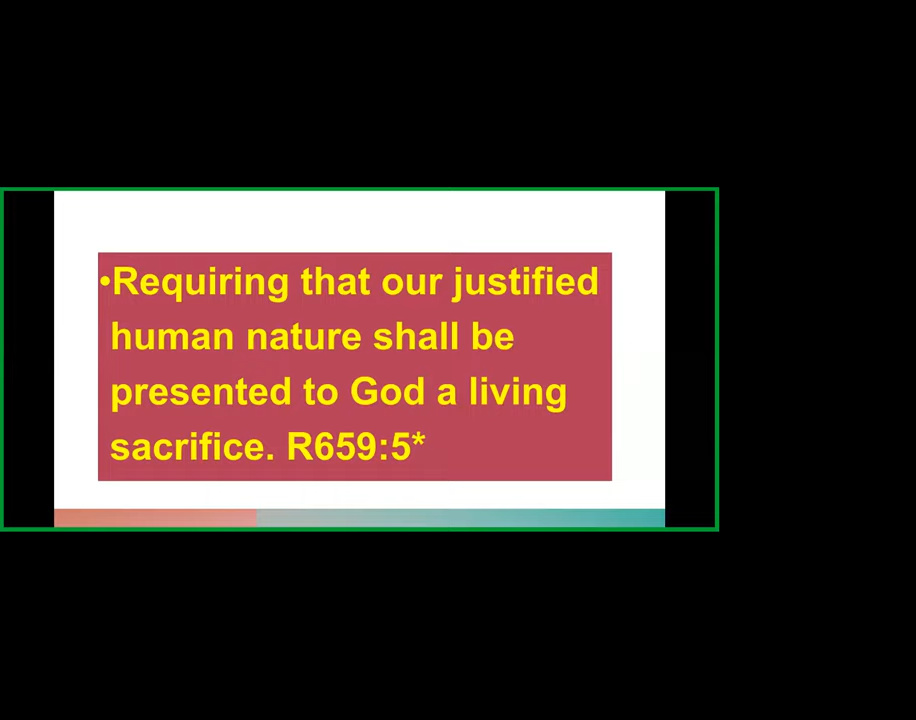 •Requiring that our justified
human nature shall be
presented to God a living
sacrifice. R659:5*